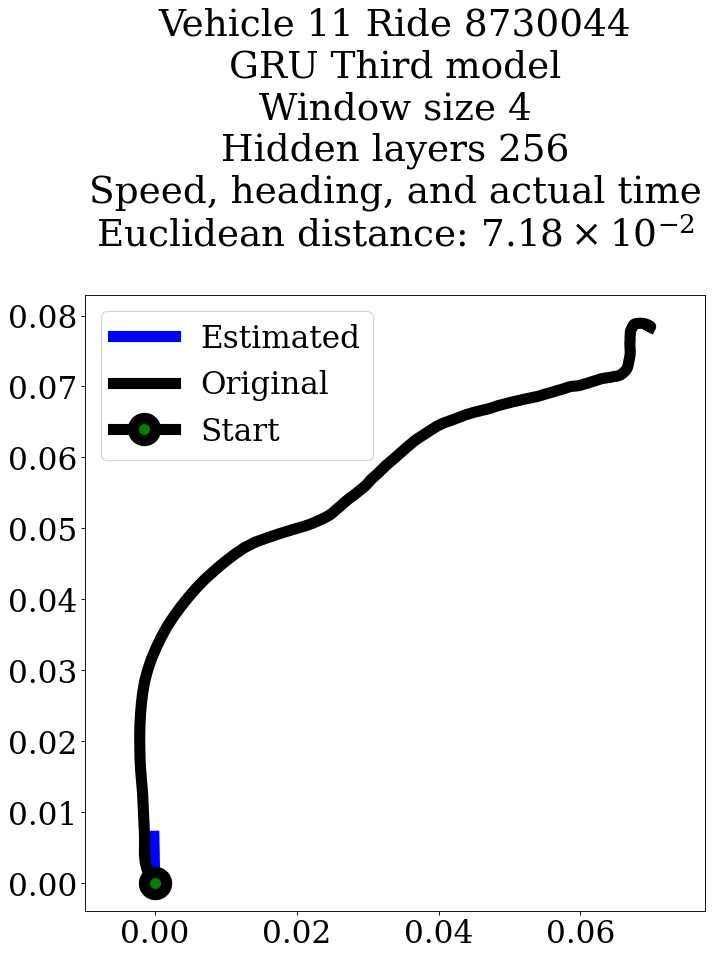 Vehicle 11 Ride 8730044
GRU Third model
Window size 4
Hidden layers 256
Speed, heading, and actual time
Euclidean distance: 7.18 × 10⁻²
Estimated
Original
Start
0.08
0.07
0.06
0.05
0.04
0.03
0.02
0.01
0.00
0.00 0.02 0.04 0.06